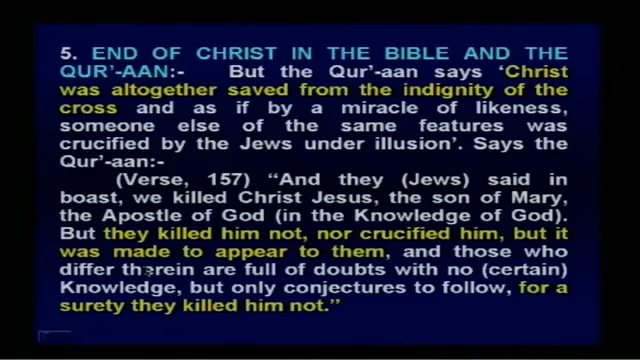 5. END OF CHRIST IN THE BIBLE AND THE
QUR'-AAN:- But the Qur'-aan says 'Christ
was altogether saved from the indignity of the
cross and as if by a miracle of likeness,
someone else of the same features was
crucified by the Jews under illusion'. Says the
Qur'-aan:-
(Verse, 157) "And they (Jews) said in
boast, we killed Christ Jesus, the son of Mary,
the Apostle of God (in the Knowledge of God).
But they killed him not, nor crucified him, but it
was made to appear to them, and those who
differ therein are full of doubts with no (certain)
Knowledge, but only conjectures to follow, for a
surety they killed him not."